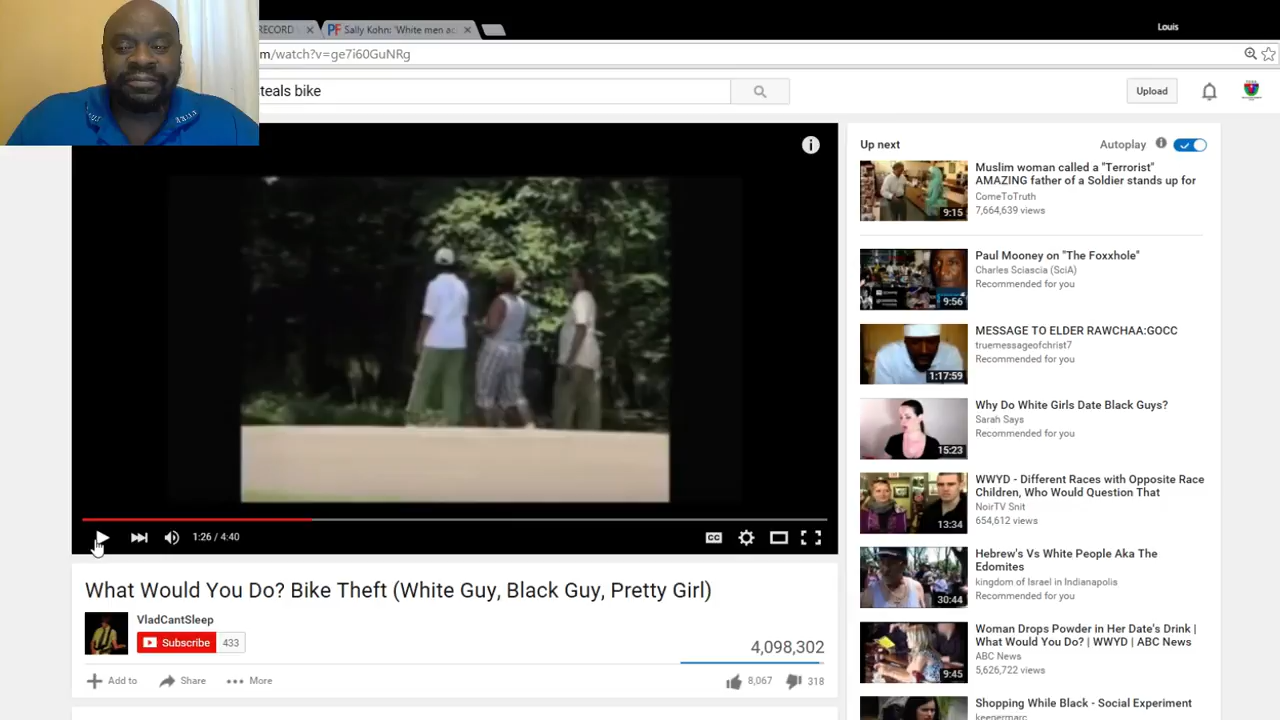 RECORD
Sally Kohn: 'White men ac
Louis
m/watch?v=ge7i60GuNRg
teals bike
Upload
Up next
Autoplay
Muslim woman called a "Terrorist"
AMAZING father of a Soldier stands up for
ComeToTruth
7,664,639 views
9:15
Paul Mooney on "The Foxxhole"
Charles Sciascia (SciA)
Recommended for you
9:56
MESSAGE TO ELDER RAWCHAA:GOCC
truemessageofchrist7
Recommended for you
1:17:59
Why Do White Girls Date Black Guys?
Sarah Says
Recommended for you
15:23
WWYD - Different Races with Opposite Race
Children, Who Would Question That
NoirTV Snit
654,612 views
13:34
Hebrew's Vs White People Aka The
Edomites
kingdom of Israel in Indianapolis
Recommended for you
30:44
Woman Drops Powder in Her Date's Drink |
What Would You Do? | WWYD | ABC News
ABC News
5,626,722 views
9:45
Shopping While Black - Social Experiment
keenermarc
1:26 / 4:40
CC
What Would You Do? Bike Theft (White Guy, Black Guy, Pretty Girl)
VladCantSleep
Subscribe 433
4,098,302
Add to Share More
8,067 318